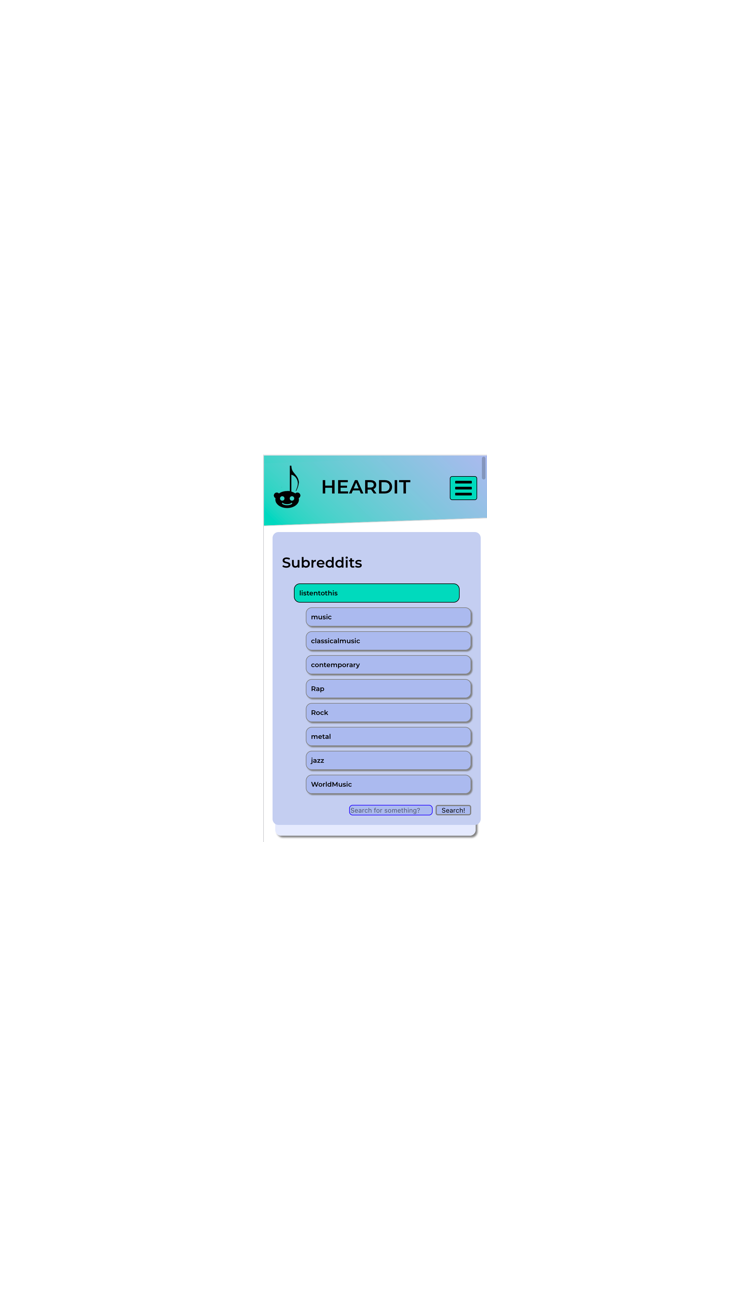 HEARDIT
Subreddits
listentothis
music
classicalmusic
contemporary
Rap
Rock
metal
jazz
WorldMusic
Search for something? Search!